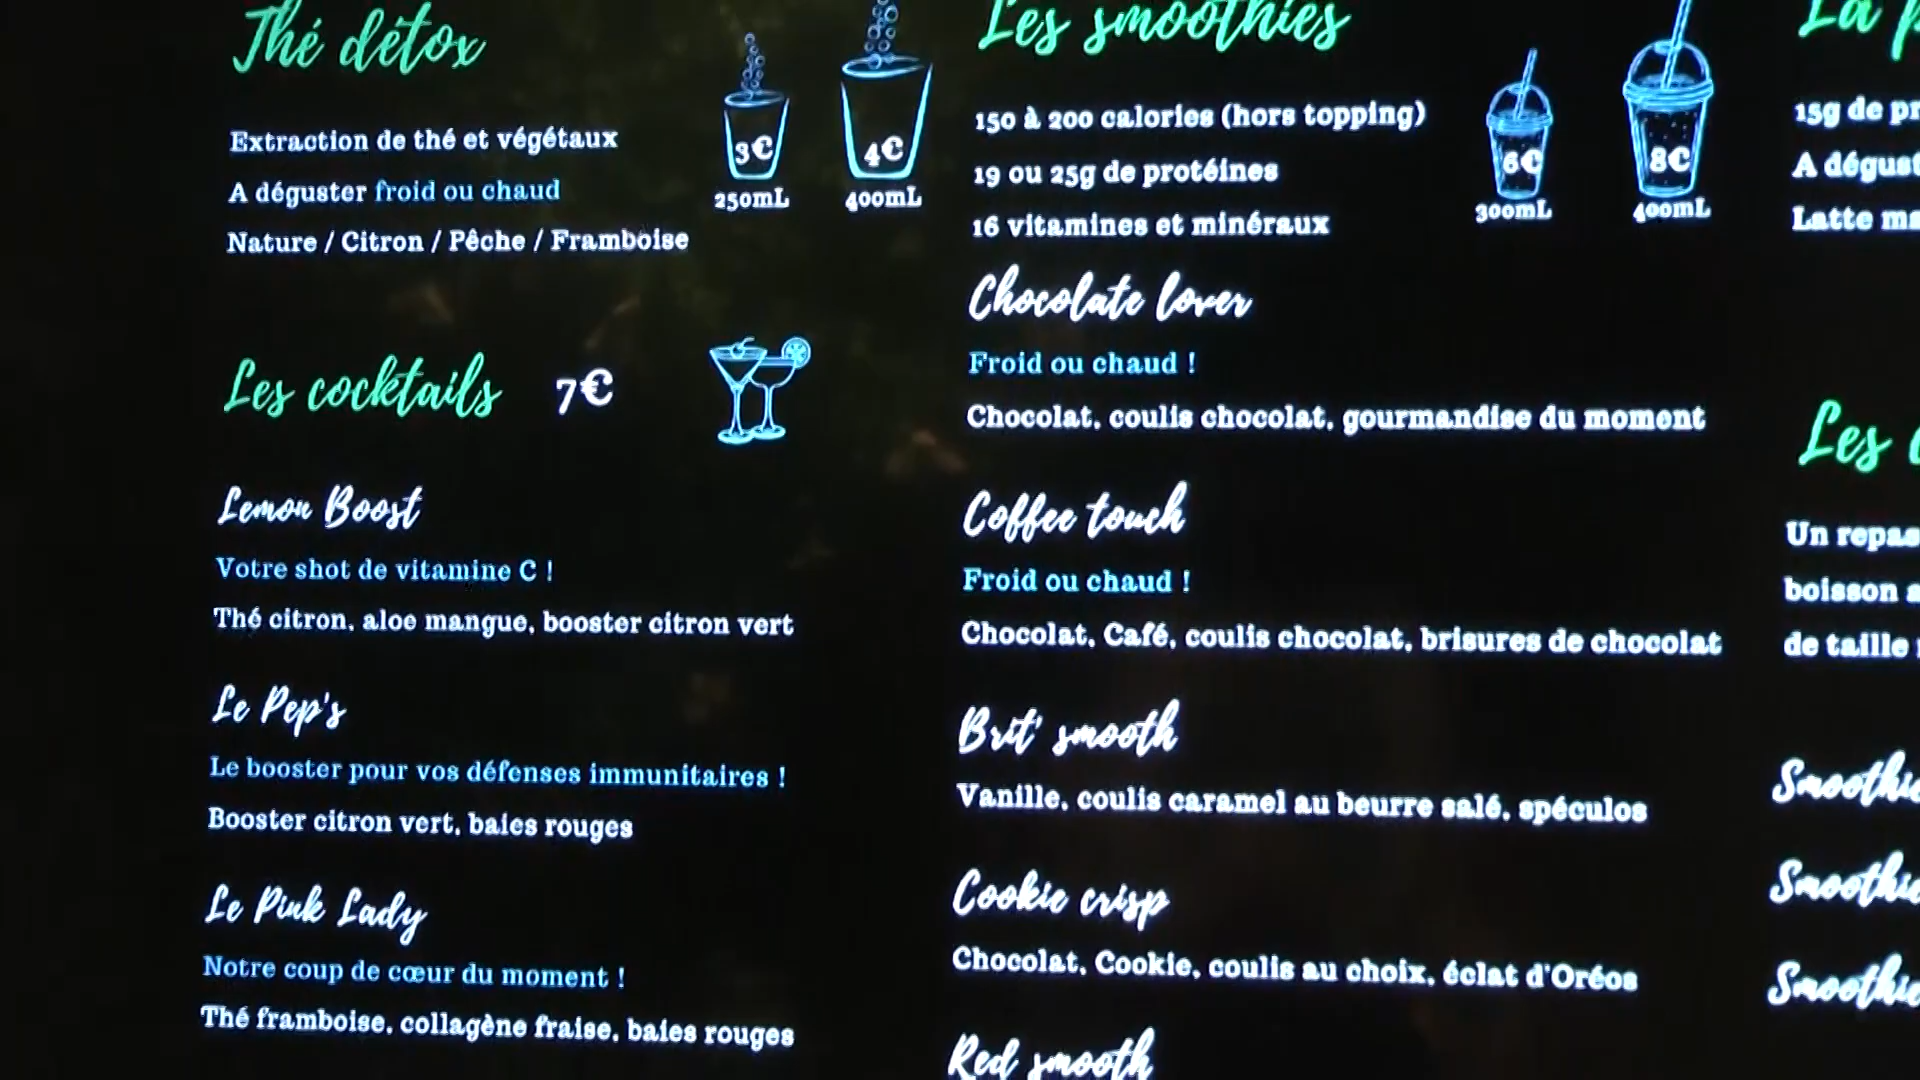 Thé détox
Extraction de thé et végétaux
A déguster froid ou chaud
Nature / Citron / Pêche / Framboise
3€
4€
250mL
400mL
Les cocktails
7€
Lemon Boost
Votre shot de vitamine C !
Thé citron, aloe mangue, booster citron vert
Le Pep's
Le booster pour vos défenses immunitaires !
Booster citron vert, baies rouges
Le Pink Lady
Notre coup de cœur du moment !
Thé framboise, collagène fraise, baies rouges
Les smoothies
150 à 200 calories (hors topping)
19 ou 25g de protéines
16 vitamines et minéraux
6€
8€
300mL
400mL
Chocolate lover
Froid ou chaud !
Chocolat, coulis chocolat, gourmandise du moment
Coffee touch
Froid ou chaud !
Chocolat, Café, coulis chocolat, brisures de chocolat
Brit' smooth
Vanille, coulis caramel au beurre salé, spéculos
Cookie crisp
Chocolat, Cookie, coulis au choix, éclat d'Oréos
Red smooth
La
15g de
A
Latte
Les
Un
boisson
de taille